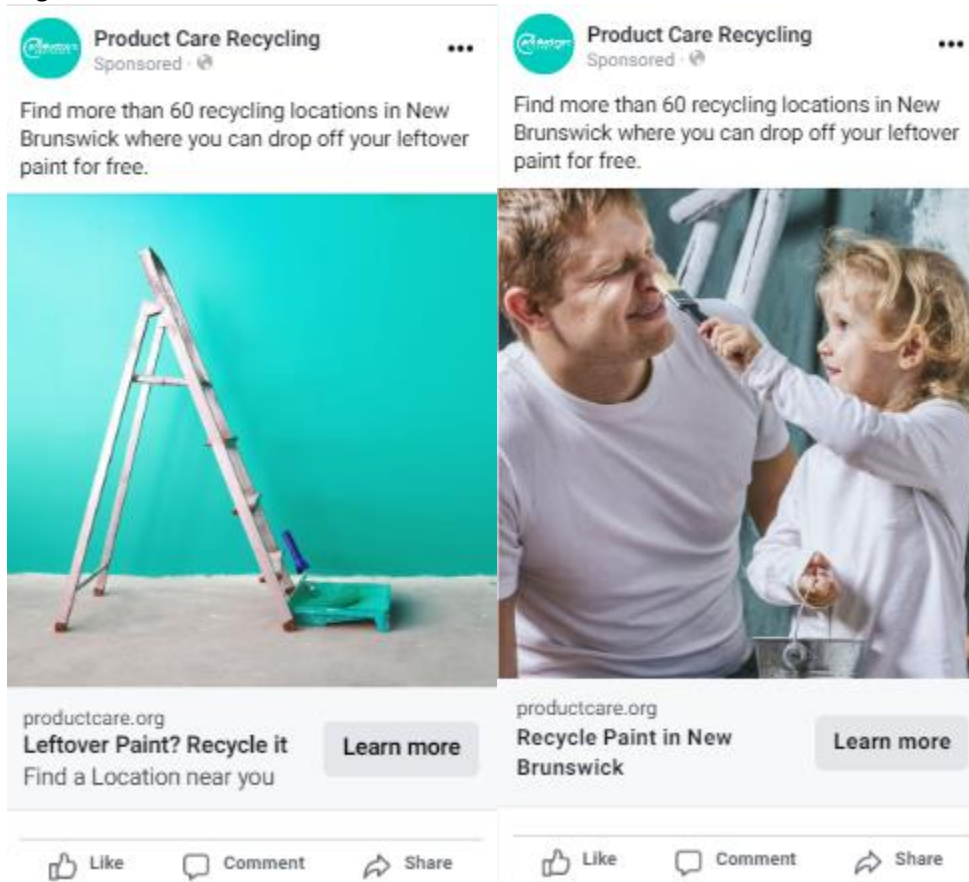 Product Care Recycling
Sponsored ·
Find more than 60 recycling locations in New
Brunswick where you can drop off your leftover
paint for free.
productcare.org
Leftover Paint? Recycle it
Find a Location near you
Learn more
Like
Comment
Share
Product Care Recycling
Sponsored ·
Find more than 60 recycling locations in New
Brunswick where you can drop off your leftover
paint for free.
productcare.org
Recycle Paint in New
Brunswick
Learn more
Like
Comment
Share